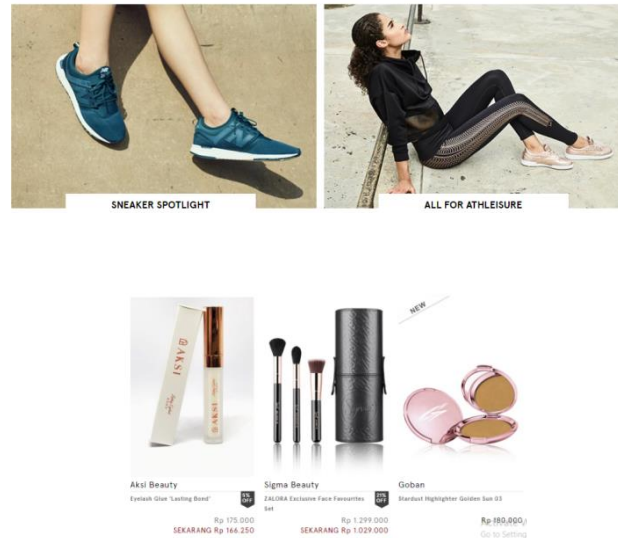 SNEAKER SPOTLIGHT
ALL FOR ATHLEISURE
AKSI
AKSI
NEW
Aksi Beauty
Eyelash Glue 'Lasting Bond'
5%
OFF
Rp 175.000
SEKARANG Rp 166.250
Sigma Beauty
ZALORA Exclusive Face Favourites
Set
21%
OFF
Rp 1.299.000
SEKARANG Rp 1.029.000
Goban
Stardust Highlighter Golden Sun 03
Rp 180.000
Go to Setting